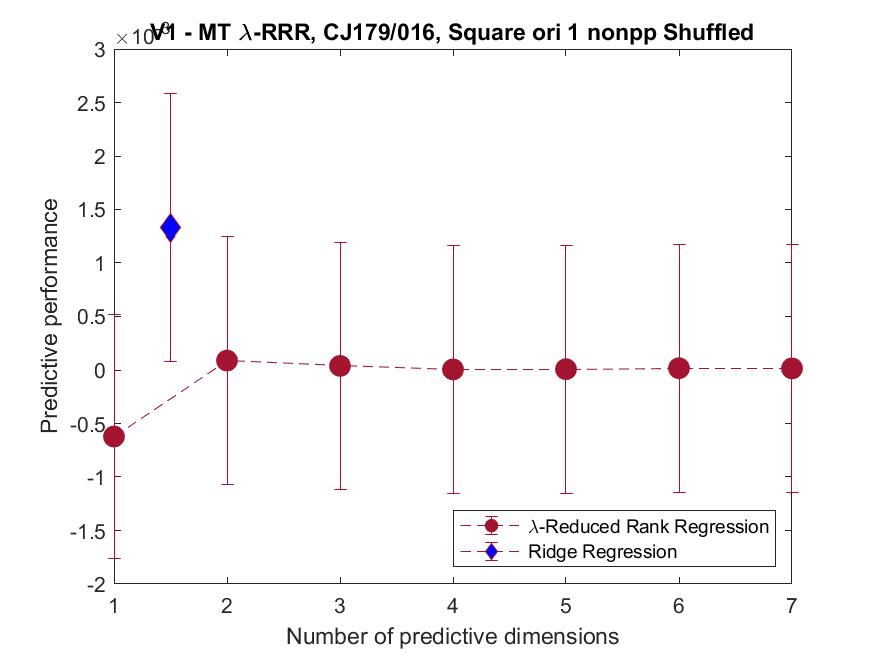 ×10⁻³
V1 - MT λ-RRR, CJ179/016, Square ori 1 nonpp Shuffled
3
2.5
2
1.5
1
0.5
0
-0.5
-1
-1.5
-2
Predictive performance
λ-Reduced Rank Regression
Ridge Regression
1 2 3 4 5 6 7
Number of predictive dimensions